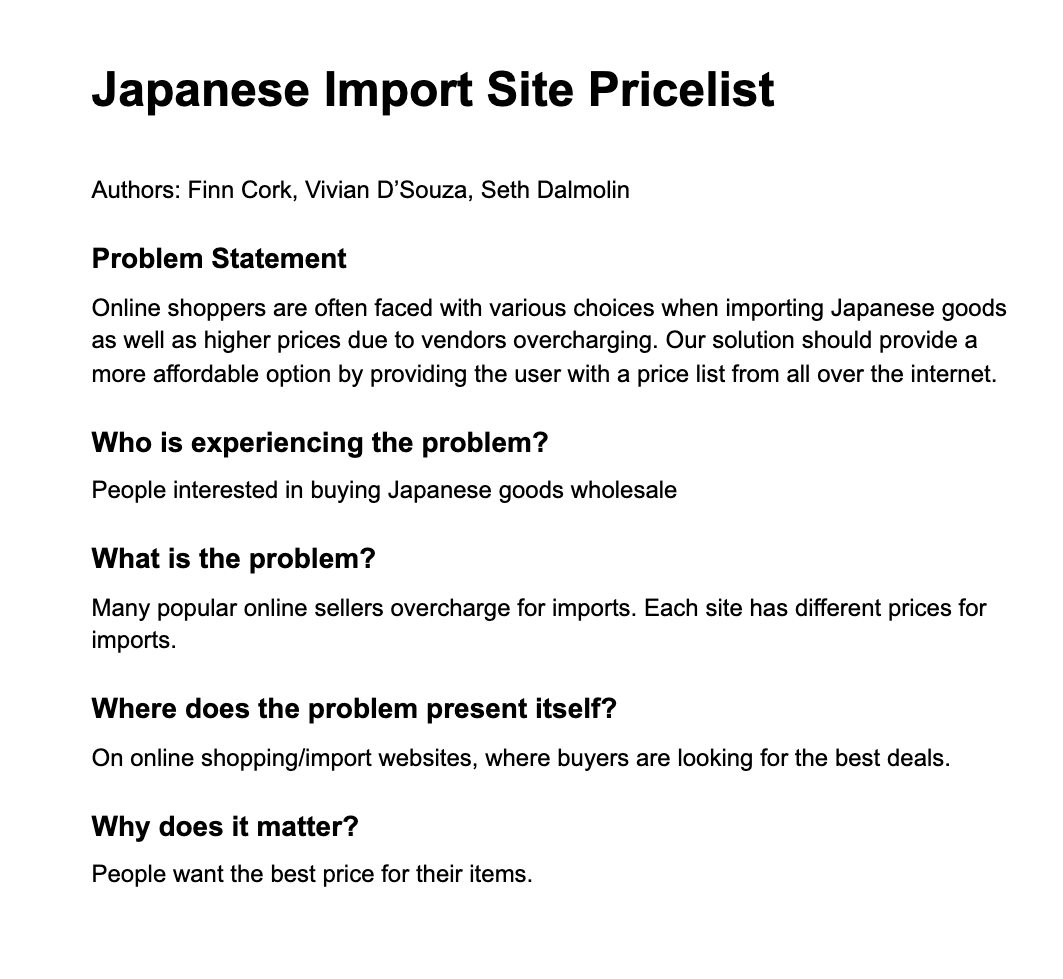 Japanese Import Site Pricelist
Authors: Finn Cork, Vivian D’Souza, Seth Dalmolin
Problem Statement
Online shoppers are often faced with various choices when importing Japanese goods
as well as higher prices due to vendors overcharging. Our solution should provide a
more affordable option by providing the user with a price list from all over the internet.
Who is experiencing the problem?
People interested in buying Japanese goods wholesale
What is the problem?
Many popular online sellers overcharge for imports. Each site has different prices for
imports.
Where does the problem present itself?
On online shopping/import websites, where buyers are looking for the best deals.
Why does it matter?
People want the best price for their items.